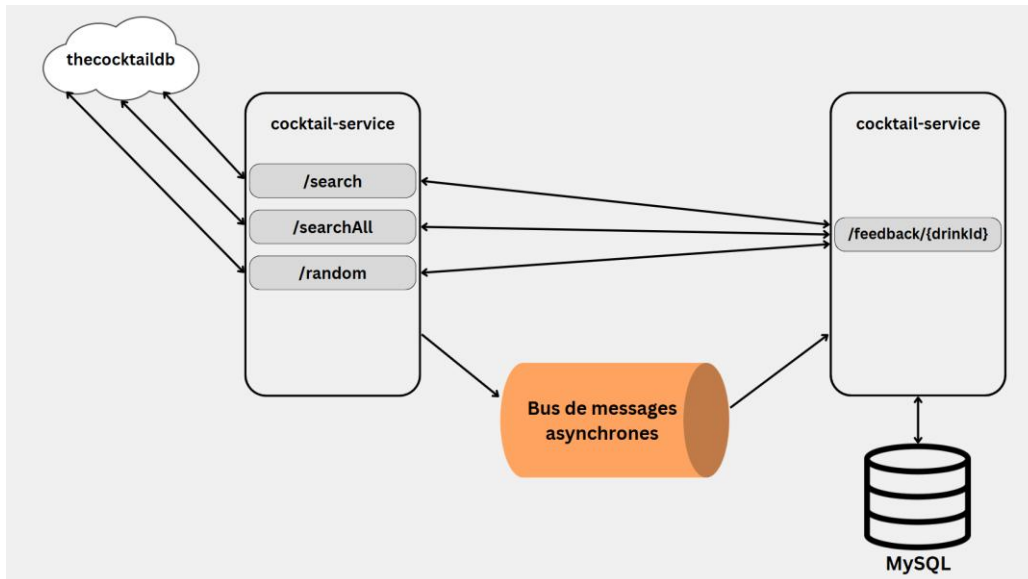 thecocktaildb
cocktail-service
/search
/searchAll
/random
cocktail-service
/feedback/{drinkId}
Bus de messages
asynchrones
MySQL